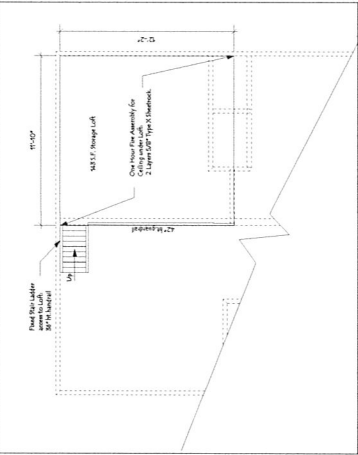 12'-2"
11'-10"
143 S.F. Storage Loft
One Hour Fire Assembly for
Ceiling under Loft.
2 Layers 5/8" Type X Sheetrock.
42" ht.guardrail
Fixed Stair Ladder
access to Loft.
36" ht handrail
Up